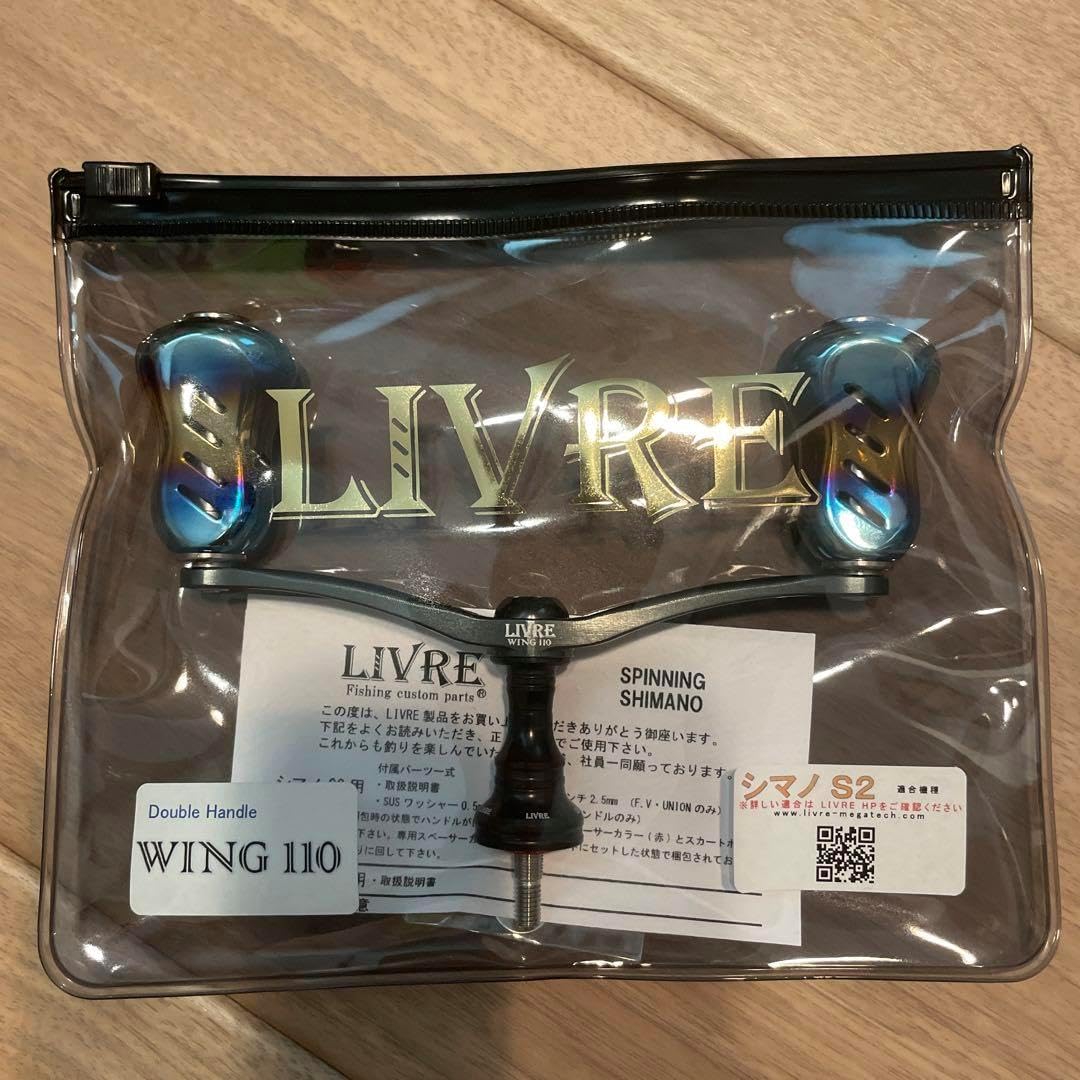 LIVRE
LIVRE
WING 110
LIVRE
Fishing custom parts®
SPINNING
SHIMANO
この度は、LIVRE 製品をお買い上 だきありがとう御座います。
下記をよくお読みいただき、正 でご使用下さい。
これからも釣りを楽しんでいた 、社員一同願っております。
付属パーツ一式
シマノ 用 ・取扱説明書
・SUS ワッシャー 0.5 ンチ 2.5mm (F.V・UNION のみ)
包時の状態でハンドルが ンドルのみ)
下さい。専用スペーサーカ ーサーカラー(赤)とスカート
りに回して下さい。 にセットした状態で梱包されてお
LIVRE
用 ・取扱説明書
意
Double Handle
WING 110
シマノ S2 適合機種
※詳しい適合は LIVRE HPをご確認ください
www.livre-megatech.com